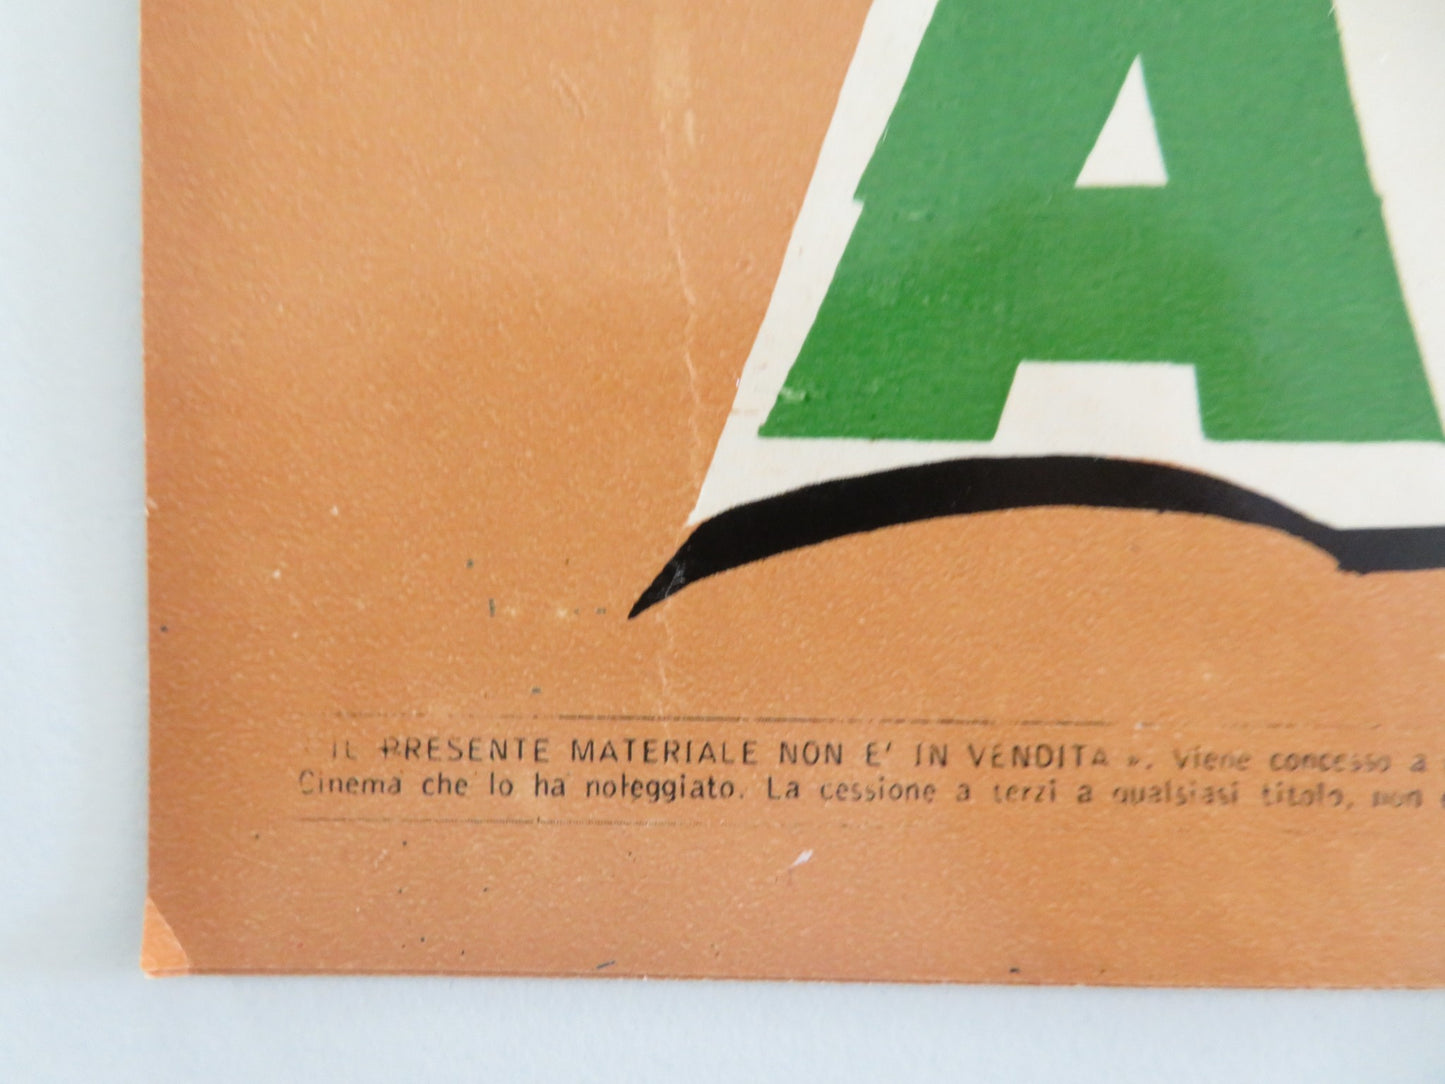 A
IL PRESENTE MATERIALE NON E' IN VENDITA ». Viene concesso a
Cinema che lo ha noleggiato. La cessione a terzi a qualsiasi titolo, non